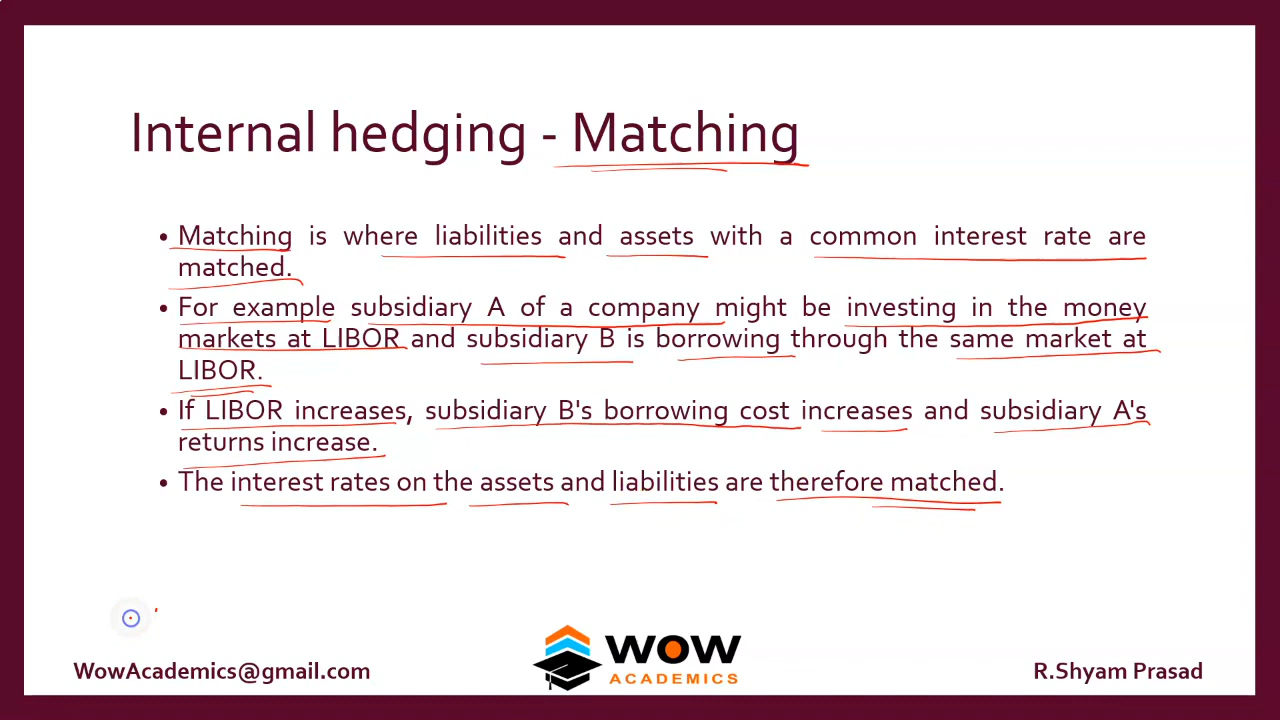 Internal hedging - Matching
• Matching is where liabilities and assets with a common interest rate are
matched.
• For example subsidiary A of a company might be investing in the money
markets at LIBOR and subsidiary B is borrowing through the same market at
LIBOR.
• If LIBOR increases, subsidiary B's borrowing cost increases and subsidiary A's
returns increase.
• The interest rates on the assets and liabilities are therefore matched.
WowAcademics@gmail.com
WOW
ACADEMICS
R.Shyam Prasad